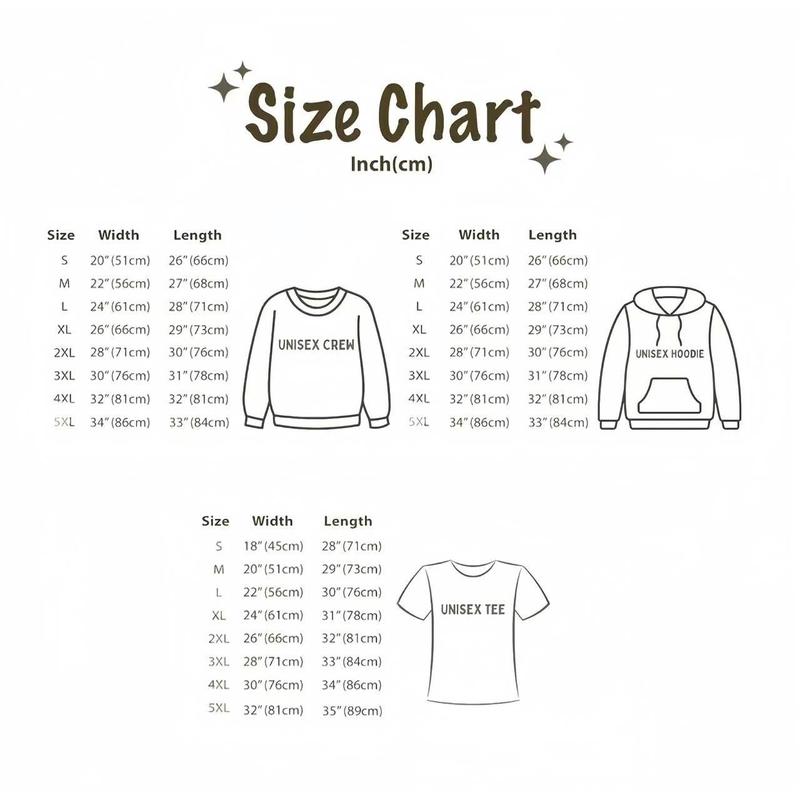 Size Chart
Inch(cm)
Size Width Length
S 20"(51cm) 26"(66cm)
M 22"(56cm) 27"(68cm)
L 24"(61cm) 28"(71cm)
XL 26"(66cm) 29"(73cm)
2XL 28"(71cm) 30"(76cm)
3XL 30"(76cm) 31"(78cm)
4XL 32"(81cm) 32"(81cm)
5XL 34"(86cm) 33"(84cm)
UNISEX CREW
Size Width Length
S 20"(51cm) 26"(66cm)
M 22"(56cm) 27"(68cm)
L 24"(61cm) 28"(71cm)
XL 26"(66cm) 29"(73cm)
2XL 28"(71cm) 30"(76cm)
3XL 30"(76cm) 31"(78cm)
4XL 32"(81cm) 32"(81cm)
5XL 34"(86cm) 33"(84cm)
UNISEX HOODIE
Size Width Length
S 18"(45cm) 28"(71cm)
M 20"(51cm) 29"(73cm)
L 22"(56cm) 30"(76cm)
XL 24"(61cm) 31"(78cm)
2XL 26"(66cm) 32"(81cm)
3XL 28"(71cm) 33"(84cm)
4XL 30"(76cm) 34"(86cm)
5XL 32"(81cm) 35"(89cm)
UNISEX TEE